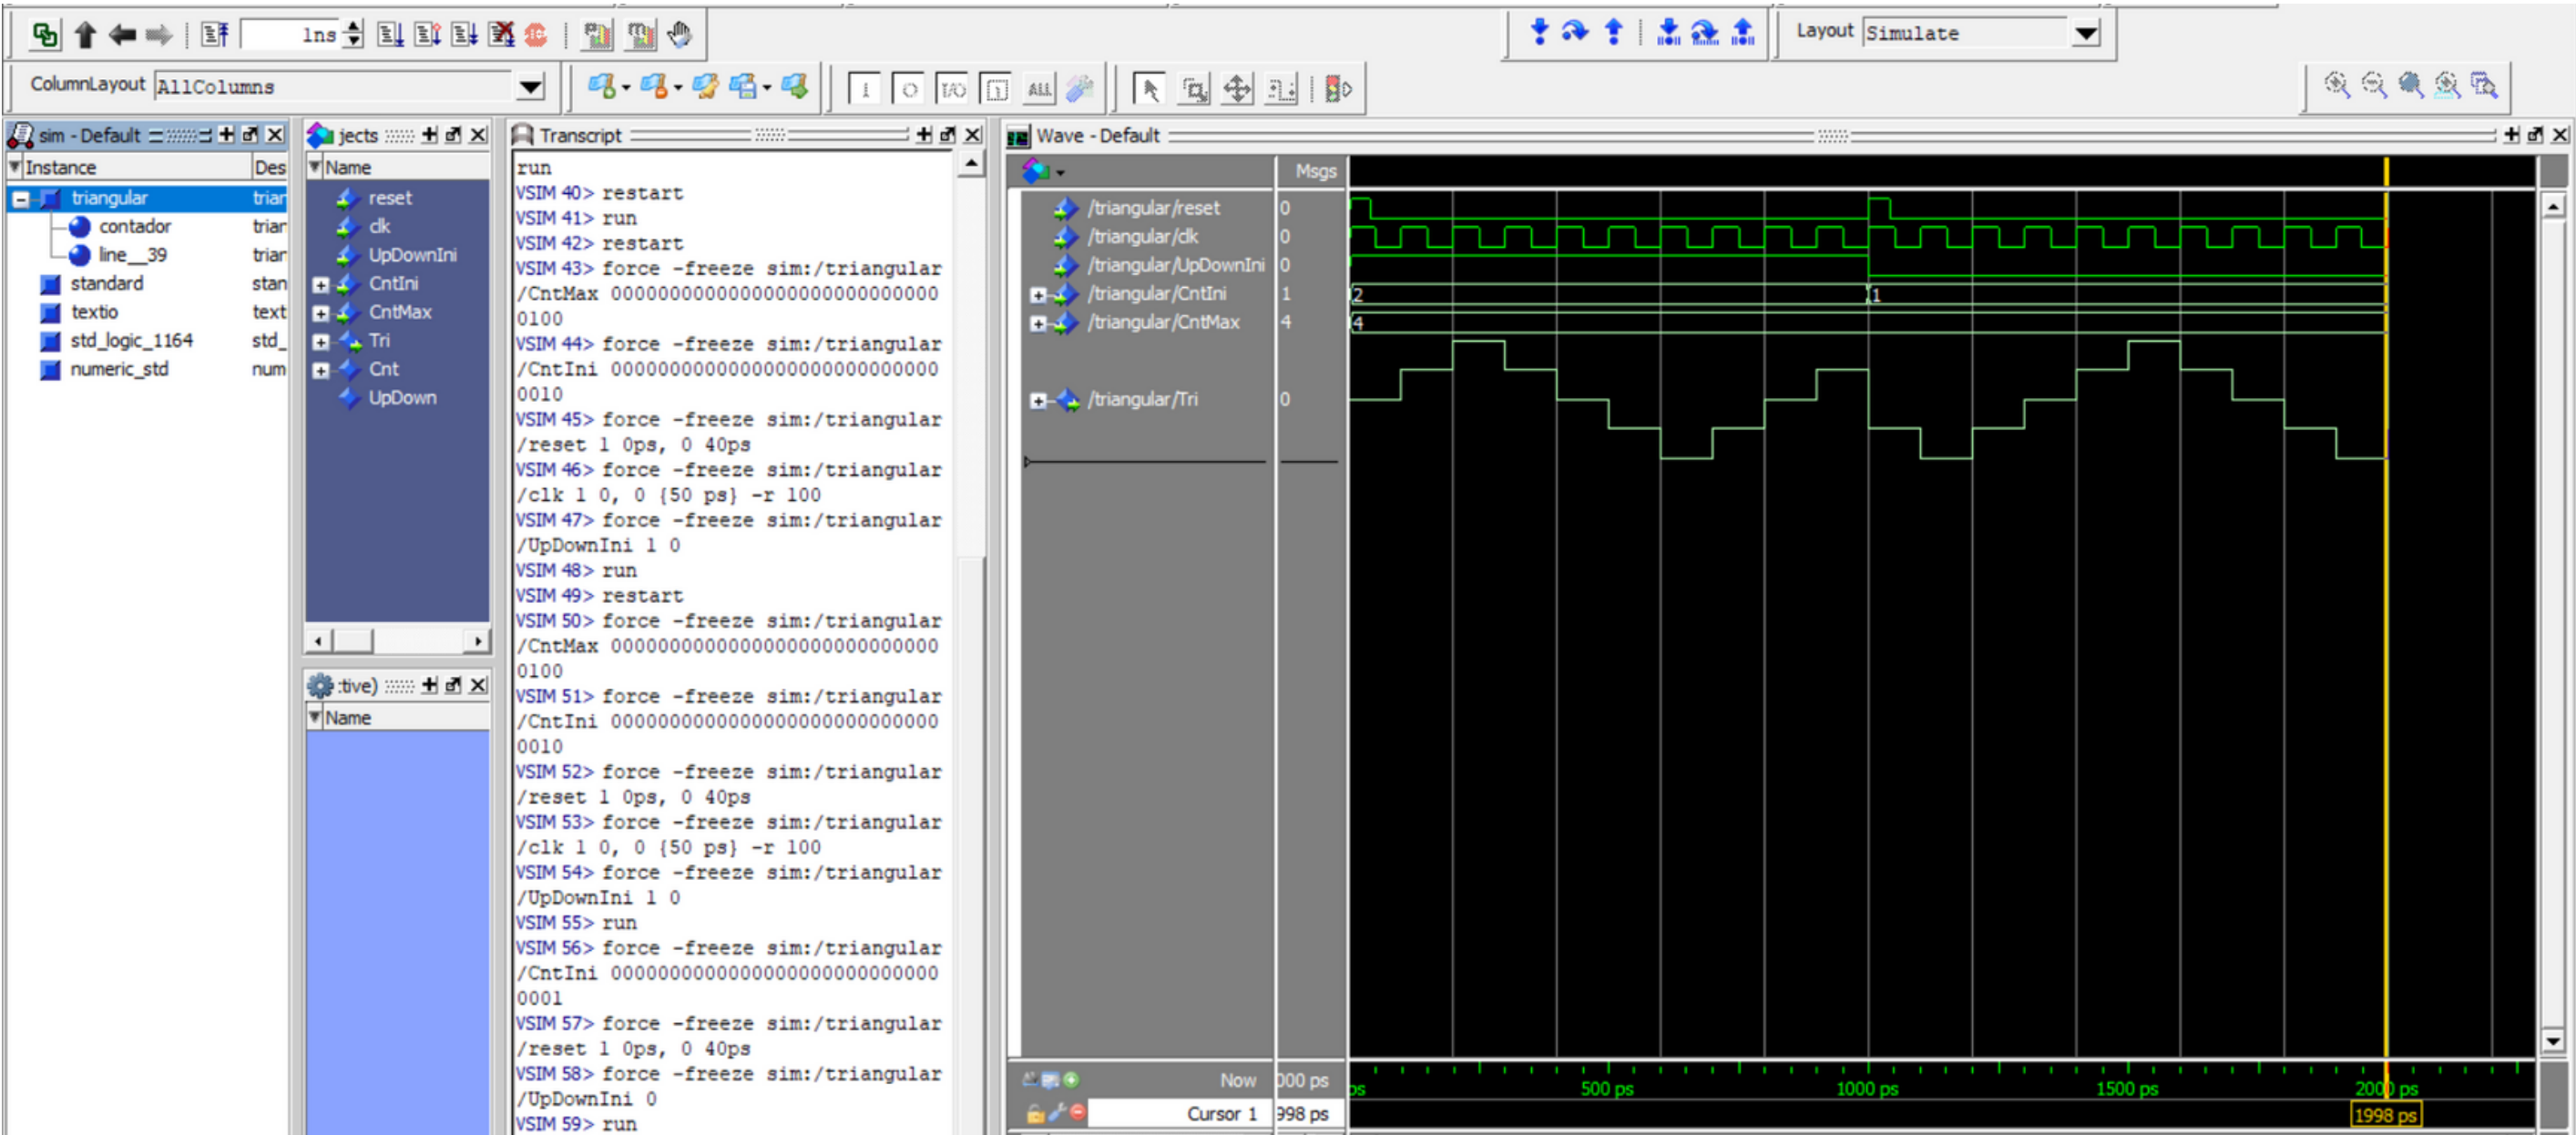 1ns
Layout Simulate
ColumnLayout AllColumns
ALL
sim - Default
Instance Des
triangular trian
contador trian
line__39 trian
standard stan
textio text
std_logic_1164 std_
numeric_std num
jects
Name
reset
clk
UpDownIni
CntIni
CntMax
Tri
Cnt
UpDown
:tive)
Name
Transcript
run
VSIM 40> restart
VSIM 41> run
VSIM 42> restart
VSIM 43> force -freeze sim:/triangular
/CntMax 0000000000000000000000000000
0100
VSIM 44> force -freeze sim:/triangular
/CntIni 0000000000000000000000000000
0010
VSIM 45> force -freeze sim:/triangular
/reset 1 0ps, 0 40ps
VSIM 46> force -freeze sim:/triangular
/clk 1 0, 0 {50 ps} -r 100
VSIM 47> force -freeze sim:/triangular
/UpDownIni 1 0
VSIM 48> run
VSIM 49> restart
VSIM 50> force -freeze sim:/triangular
/CntMax 0000000000000000000000000000
0100
VSIM 51> force -freeze sim:/triangular
/CntIni 0000000000000000000000000000
0010
VSIM 52> force -freeze sim:/triangular
/reset 1 0ps, 0 40ps
VSIM 53> force -freeze sim:/triangular
/clk 1 0, 0 {50 ps} -r 100
VSIM 54> force -freeze sim:/triangular
/UpDownIni 1 0
VSIM 55> run
VSIM 56> force -freeze sim:/triangular
/CntIni 0000000000000000000000000000
0001
VSIM 57> force -freeze sim:/triangular
/reset 1 0ps, 0 40ps
VSIM 58> force -freeze sim:/triangular
/UpDownIni 0
VSIM 59> run
Wave - Default
Msgs
/triangular/reset 0
/triangular/clk 0
/triangular/UpDownIni 0
/triangular/CntIni 1 2 1
/triangular/CntMax 4 4
/triangular/Tri 0
Now 000 ps ps 500 ps 1000 ps 1500 ps 2000 ps
Cursor 1 998 ps 1998 ps